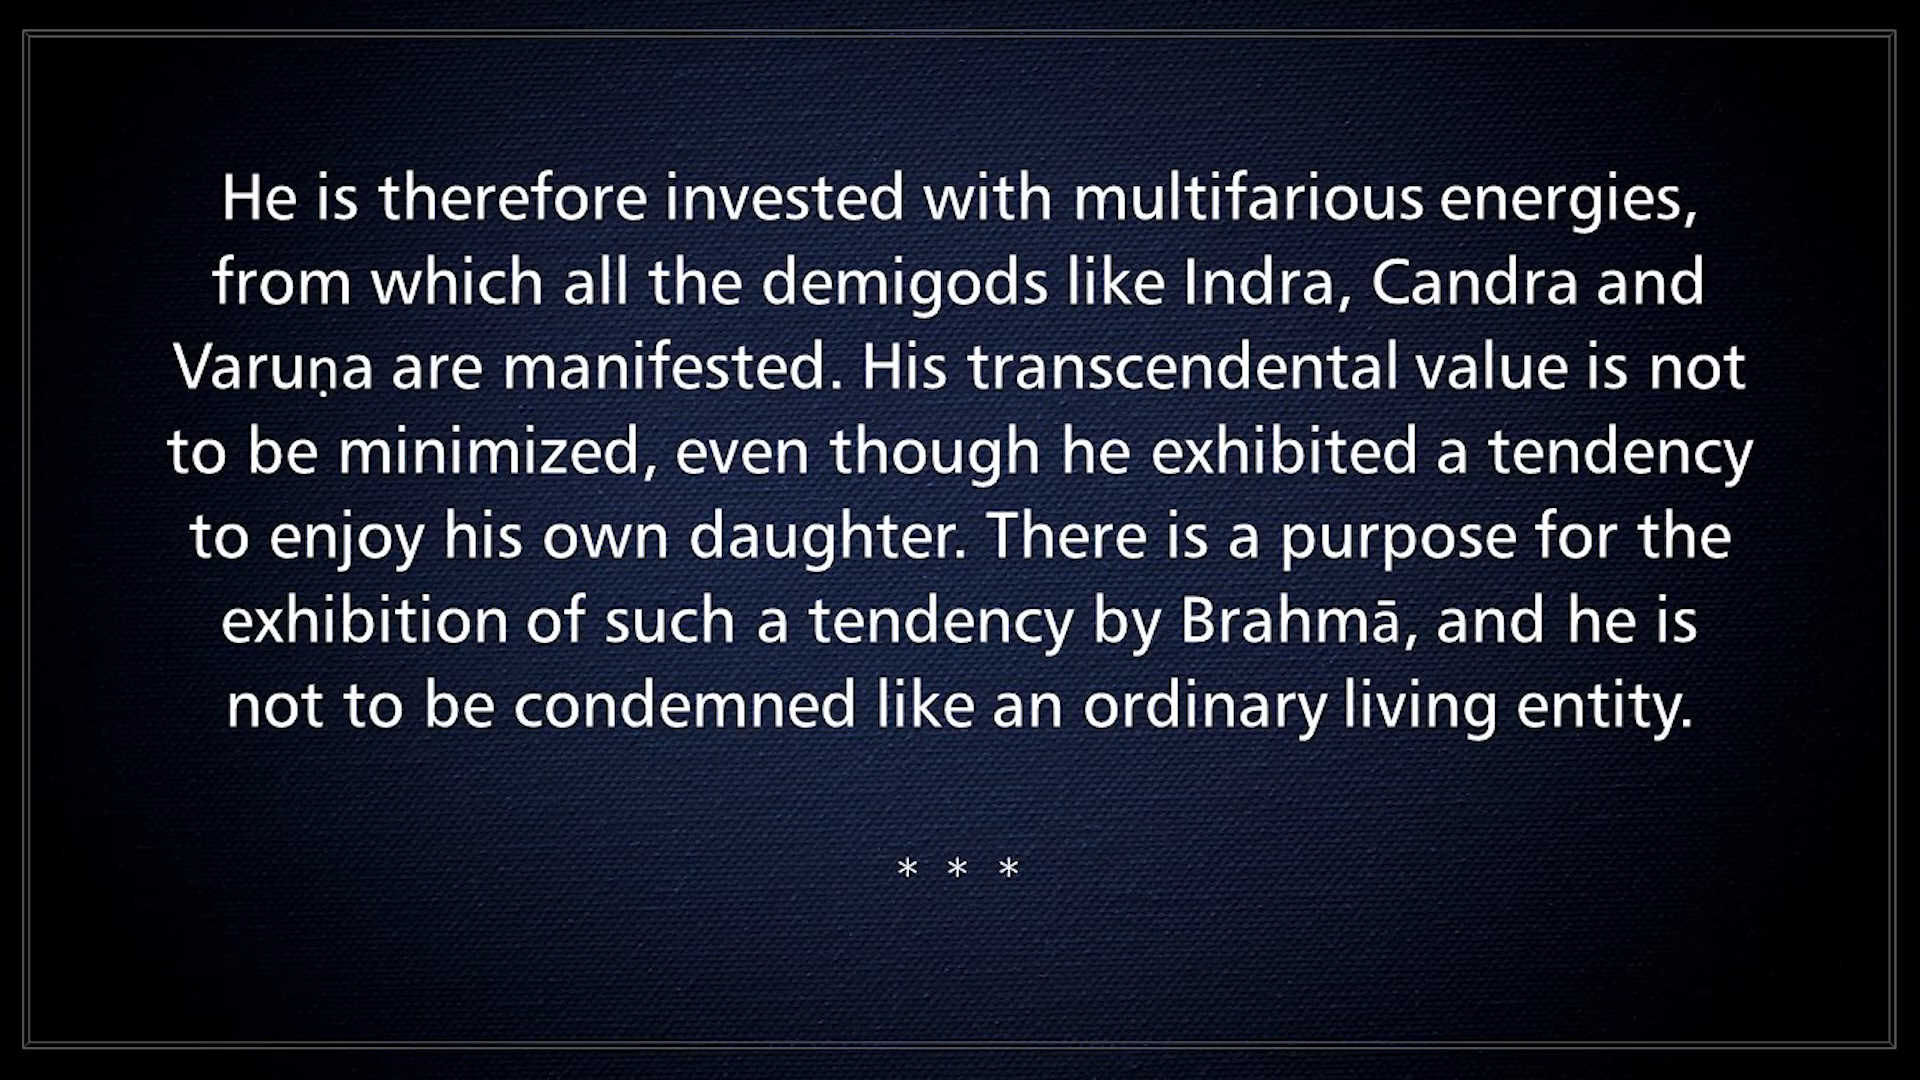 He is therefore invested with multifarious energies,
from which all the demigods like Indra, Candra and
Varuṇa are manifested. His transcendental value is not
to be minimized, even though he exhibited a tendency
to enjoy his own daughter. There is a purpose for the
exhibition of such a tendency by Brahmā, and he is
not to be condemned like an ordinary living entity.
* * *